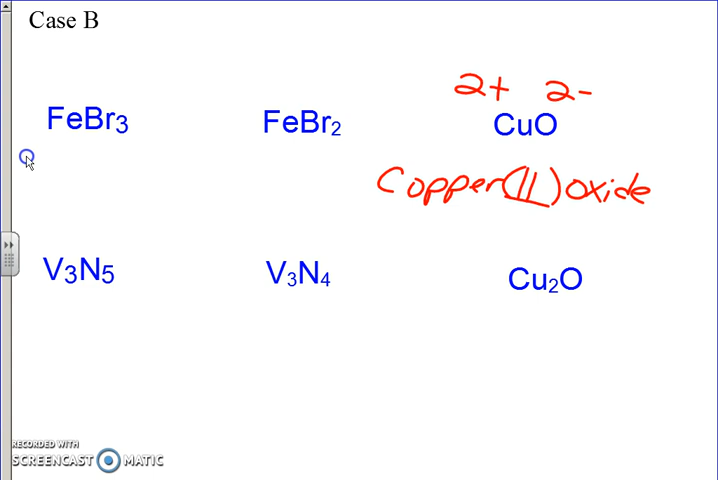 Case B
2+ 2-
FeBr3 FeBr2 CuO
Copper(II)oxide
V3N5 V3N4 Cu2O
RECORDED WITH
SCREENCAST MATIC